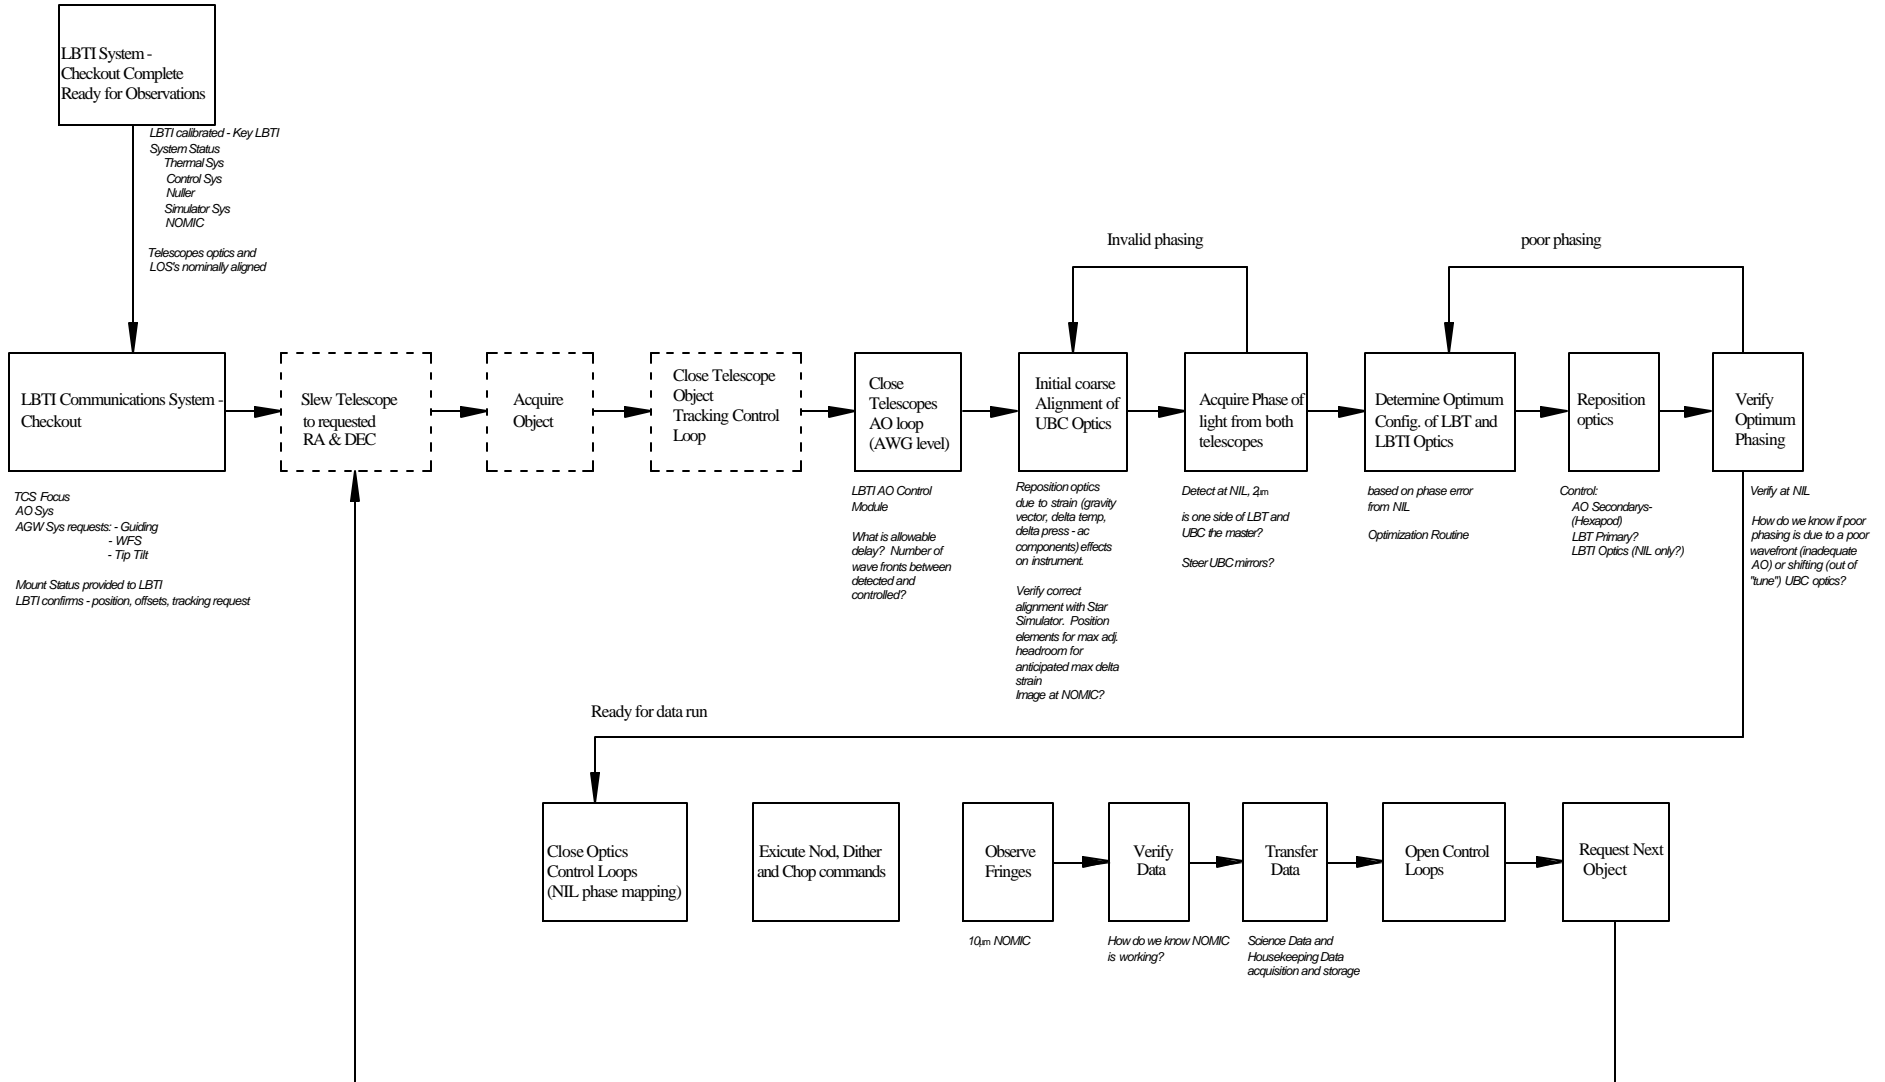 LBTI System -
Checkout Complete
Ready for Observations
LBTI calibrated - Key LBTI
System Status
Thermal Sys
Control Sys
Nuller
Simulator Sys
NOMIC
Telescopes optics and
LOS's nominally aligned
Invalid phasing
poor phasing
LBTI Communications System -
Checkout
Slew Telescope
to requested
RA & DEC
Acquire
Object
Close Telescope
Object
Tracking Control
Loop
Close
Telescopes
AO loop
(AWG level)
Initial coarse
Alignment of
UBC Optics
Acquire Phase of
light from both
telescopes
Determine Optimum
Config. of LBT and
LBTI Optics
Reposition
optics
Verify
Optimum
Phasing
TCS Focus
AO Sys
AGW Sys requests: - Guiding
- WFS
- Tip Tilt
Mount Status provided to LBTI
LBTI confirms - position, offsets, tracking request
LBTI AO Control
Module
What is allowable
delay? Number of
wave fronts between
detected and
controlled?
Reposition optics
due to strain (gravity
vector, delta temp,
delta press - ac
components) effects
on instrument.
Verify correct
alignment with Star
Simulator. Position
elements for max adj.
headroom for
anticipated max delta
strain
Image at NOMIC?
Detect at NIL, 2µm
is one side of LBT and
UBC the master?
Steer UBC mirrors?
based on phase error
from NIL
Optimization Routine
Control:
AO Secondarys-
(Hexapod)
LBT Primary?
LBTI Optics (NIL only?)
Verify at NIL
How do we know if poor
phasing is due to a poor
wavefront (inadequate
AO) or shifting (out of
"tune") UBC optics?
Ready for data run
Close Optics
Control Loops
(NIL phase mapping)
Exicute Nod, Dither
and Chop commands
Observe
Fringes
Verify
Data
Transfer
Data
Open Control
Loops
Request Next
Object
10µm NOMIC
How do we know NOMIC
is working?
Science Data and
Housekeeping Data
acquisition and storage